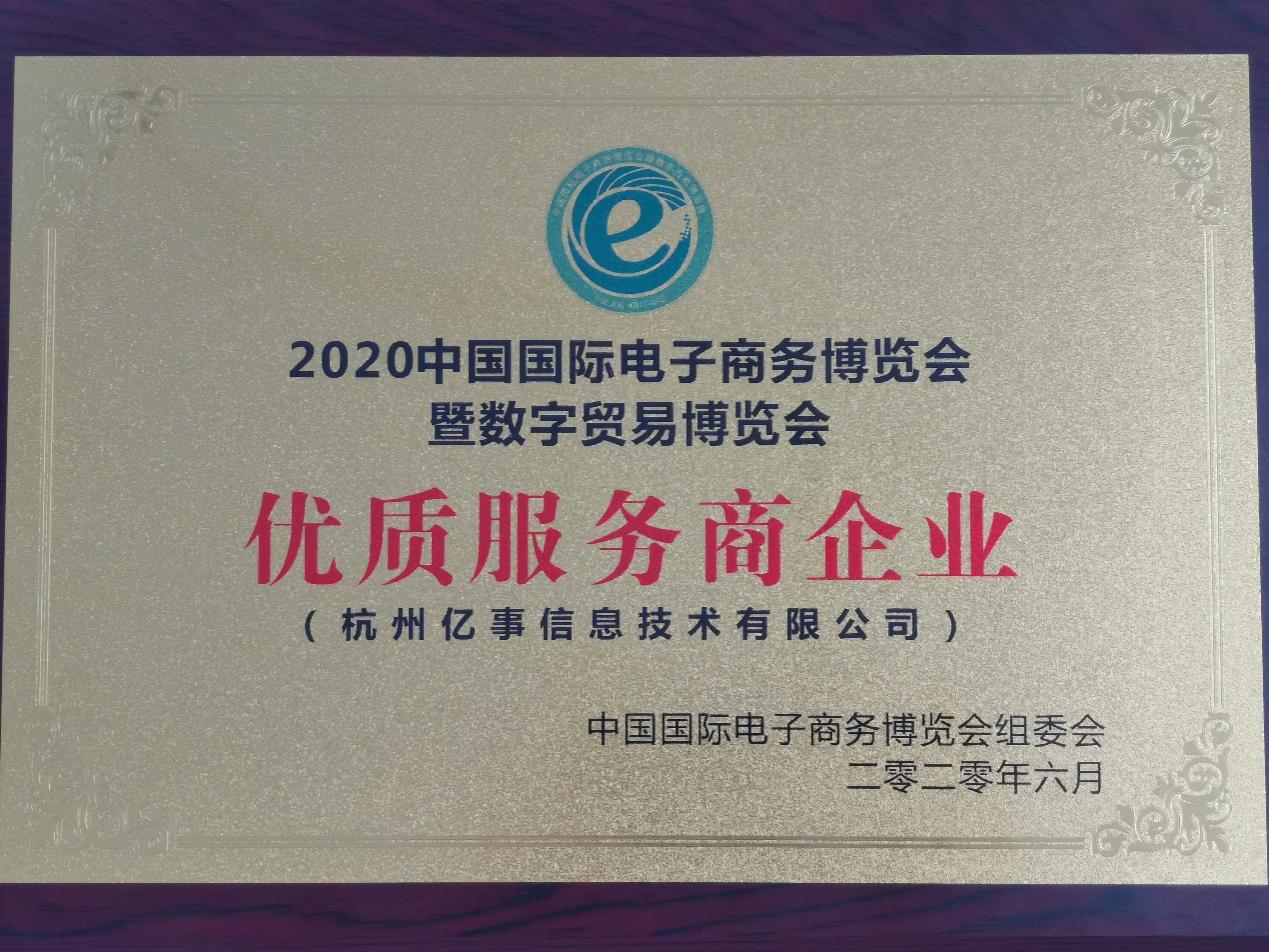 2020中国国际电子商务博览会
暨数字贸易博览会
优质服务商企业
（杭州亿事信息技术有限公司）
中国国际电子商务博览会组委会
二零二零年六月